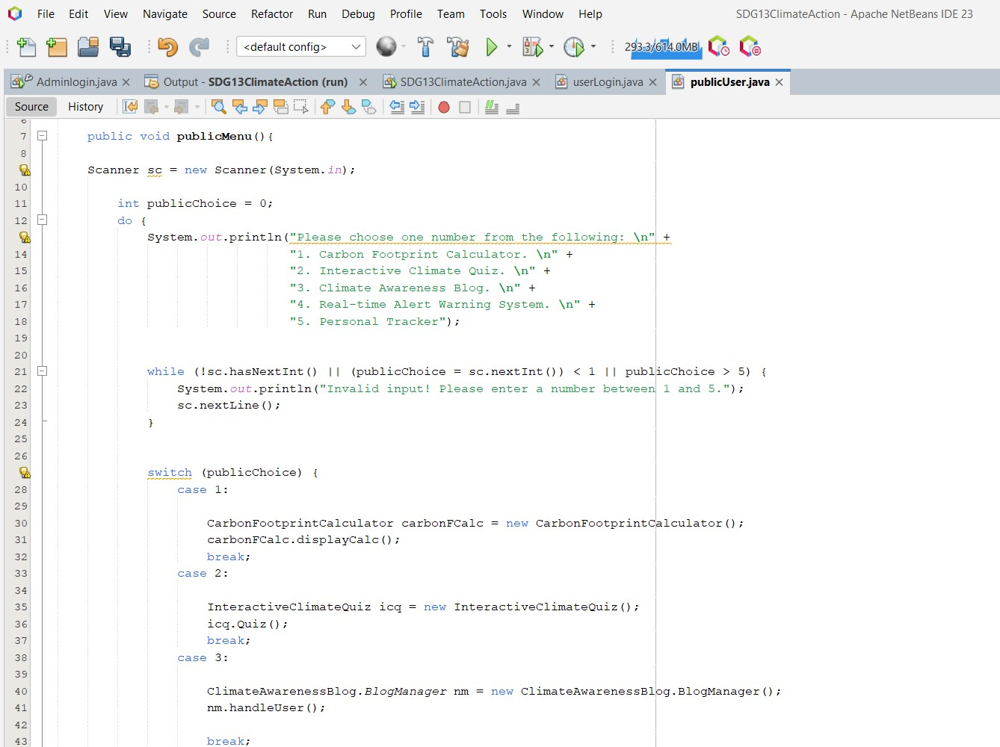 File Edit View Navigate Source Refactor Run Debug Profile Team Tools Window Help SDG13ClimateAction - Apache NetBeans IDE 23
<default config> 293.3/614.0MB
Adminlogin.java Output - SDG13ClimateAction (run) SDG13ClimateAction.java userLogin.java publicUser.java
Source History
6
7 public void publicMenu(){
8
Scanner sc = new Scanner(System.in);
10
11 int publicChoice = 0;
12 do {
System.out.println("Please choose one number from the following: \n" +
14 "1. Carbon Footprint Calculator. \n" +
15 "2. Interactive Climate Quiz. \n" +
16 "3. Climate Awareness Blog. \n" +
17 "4. Real-time Alert Warning System. \n" +
18 "5. Personal Tracker");
19
20
21 while (!sc.hasNextInt() || (publicChoice = sc.nextInt()) < 1 || publicChoice > 5) {
22 System.out.println("Invalid input! Please enter a number between 1 and 5.");
23 sc.nextLine();
24 }
25
26
switch (publicChoice) {
28 case 1:
29
30 CarbonFootprintCalculator carbonFCalc = new CarbonFootprintCalculator();
31 carbonFCalc.displayCalc();
32 break;
33 case 2:
34
35 InteractiveClimateQuiz icq = new InteractiveClimateQuiz();
36 icq.Quiz();
37 break;
38 case 3:
39
40 ClimateAwarenessBlog.BlogManager nm = new ClimateAwarenessBlog.BlogManager();
41 nm.handleUser();
42
43 break;